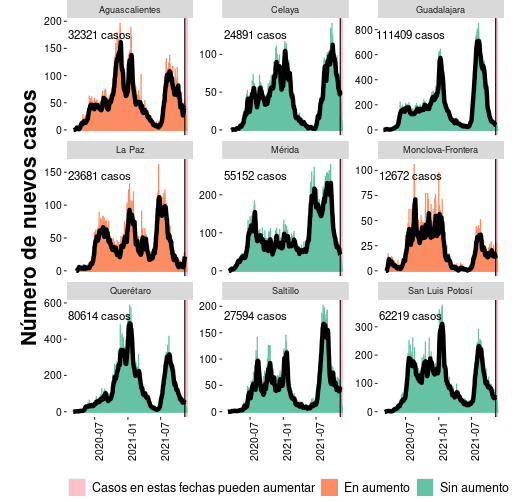 Número de nuevos casos
Aguascalientes
Celaya
Guadalajara
32321 casos
24891 casos
111409 casos
200
150
100
50
0
100
50
0
800
600
400
200
0
La Paz
Mérida
Monclova-Frontera
23681 casos
55152 casos
12672 casos
150
100
50
0
200
100
0
100
75
50
25
0
Querétaro
Saltillo
San Luis Potosí
80614 casos
27594 casos
62219 casos
600
400
200
0
200
150
100
50
0
300
200
100
0
2020-07
2021-01
2021-07
2020-07
2021-01
2021-07
2020-07
2021-01
2021-07
Casos en estas fechas pueden aumentar
En aumento
Sin aumento